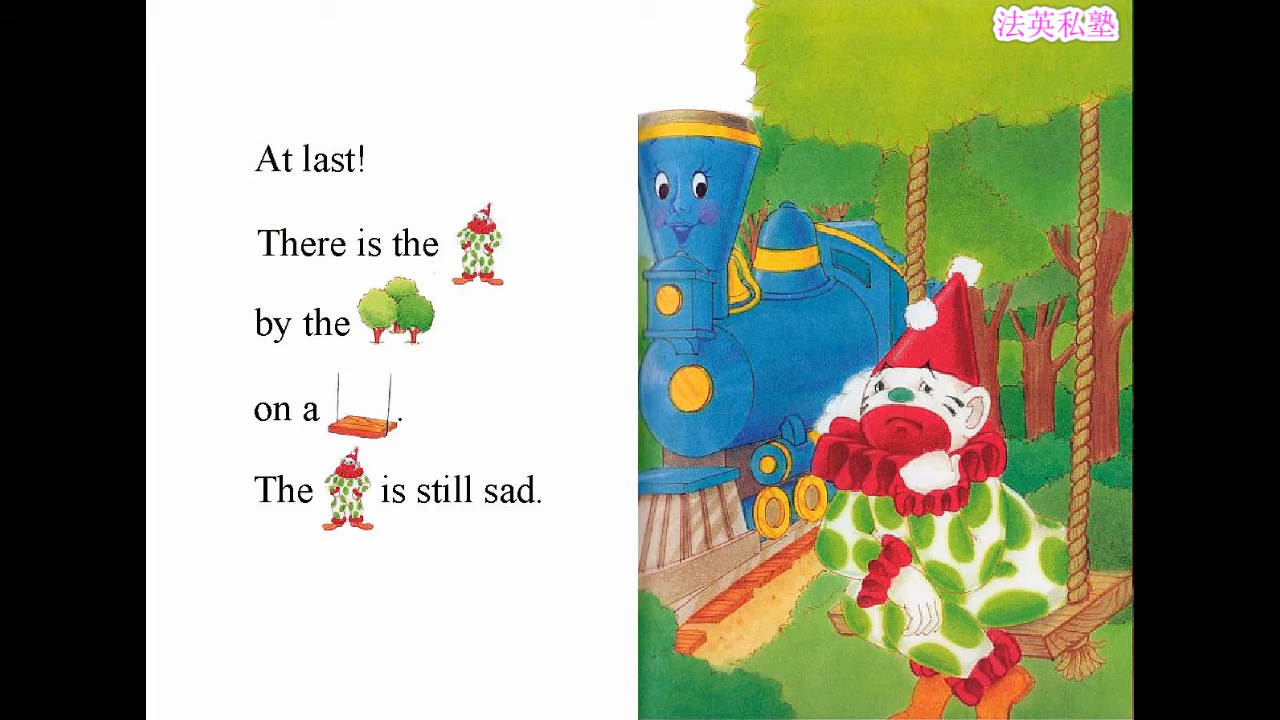 法英私塾
At last!
There is the
by the
on a .
The is still sad.